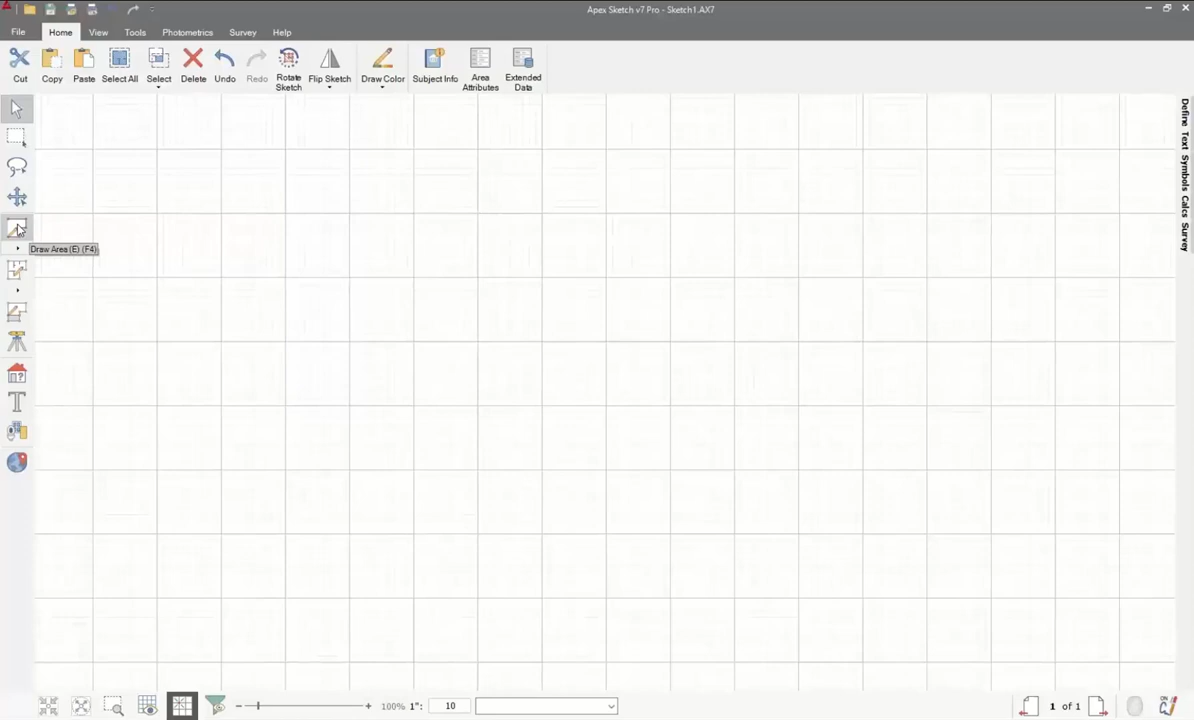 Apex Sketch v7 Pro - Sketch1.AX7
File Home View Tools Photometrics Survey Help
Cut Copy Paste Select All Select Delete Undo Redo Rotate Sketch Flip Sketch Draw Color Subject Info Area Attributes Extended Data
Define Text Symbols Calcs Survey
Draw Area (E) (F4)
100% 1": 10
1 of 1
ON